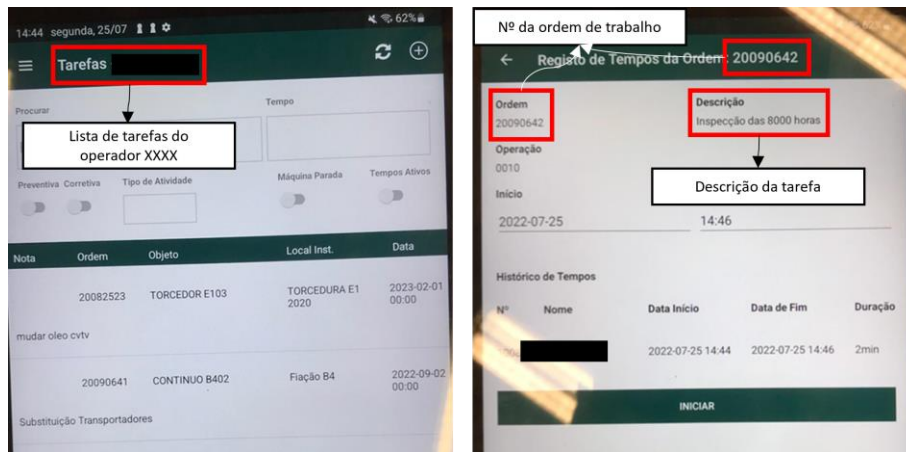 14:44 segunda, 25/07
62%
Tarefas
Procurar
Tempo
Lista de tarefas do
operador XXXX
Preventiva Corretiva Tipo de Atividade Máquina Parada Tempos Ativos
Nota Ordem Objeto Local Inst. Data
20082523 TORCEDOR E103 TORCEDURA E1 2023-02-01
2020 00:00
mudar oleo cvtv
20090641 CONTINUO B402 Fiação B4 2022-09-02
00:00
Substituição Transportadores
Nº da ordem de trabalho
Registo de Tempos da Ordem: 20090642
Ordem Descrição
20090642 Inspecção das 8000 horas
Operação
0010
Descrição da tarefa
Início
2022-07-25 14:46
Histórico de Tempos
Nº Nome Data Início Data de Fim Duração
2022-07-25 14:44 2022-07-25 14:46 2min
INICIAR